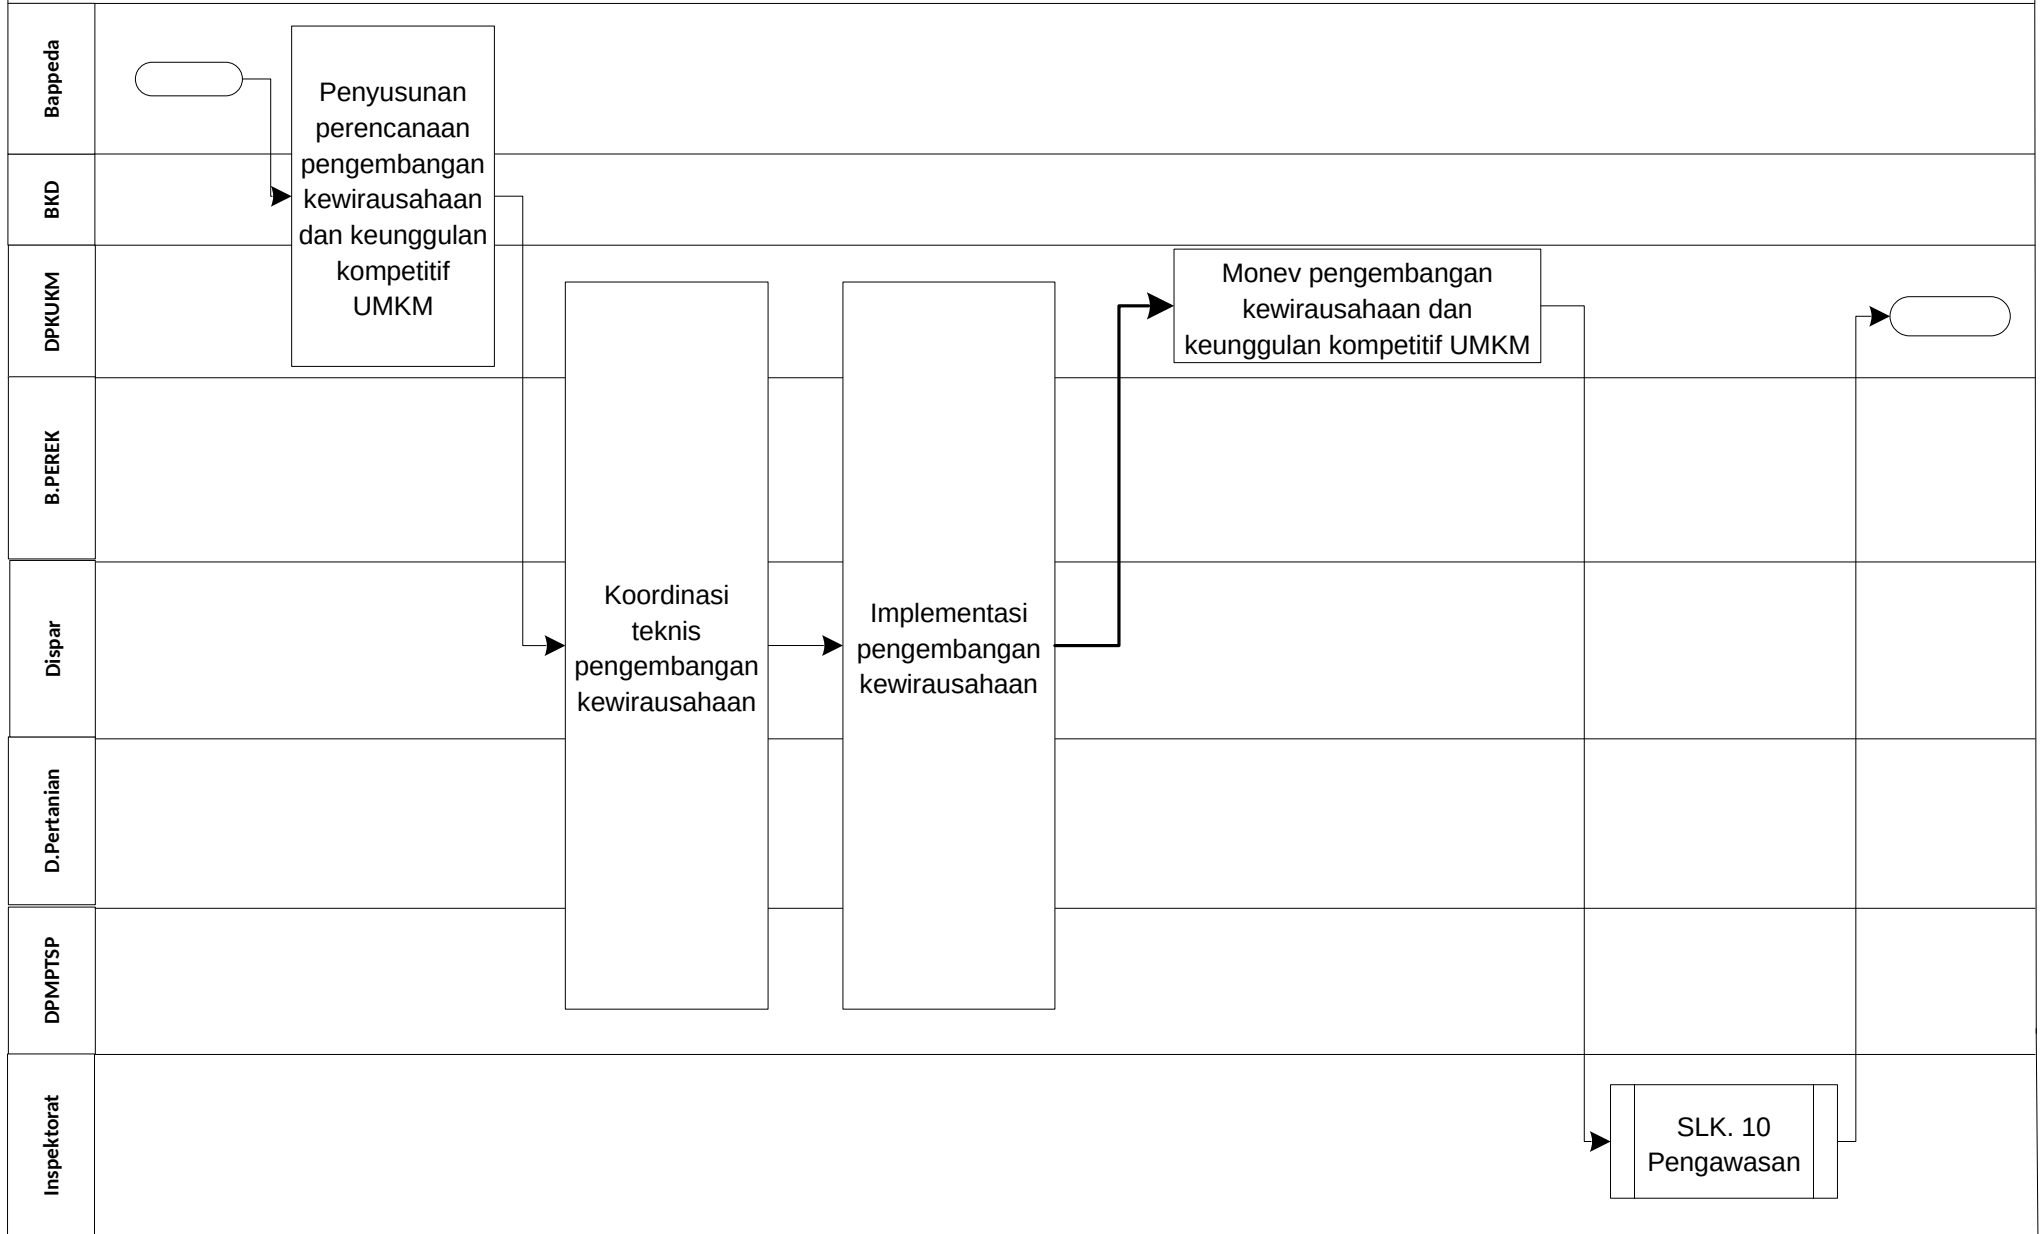 Bappeda
BKD
DPKUKM
B.PEREK
Dispar
D.Pertanian
DPMPTSP
Inspektorat
Penyusunan
perencanaan
pengembangan
kewirausahaan
dan keunggulan
kompetitif
UMKM
Koordinasi
teknis
pengembangan
kewirausahaan
Implementasi
pengembangan
kewirausahaan
Monev pengembangan
kewirausahaan dan
keunggulan kompetitif UMKM
SLK. 10
Pengawasan